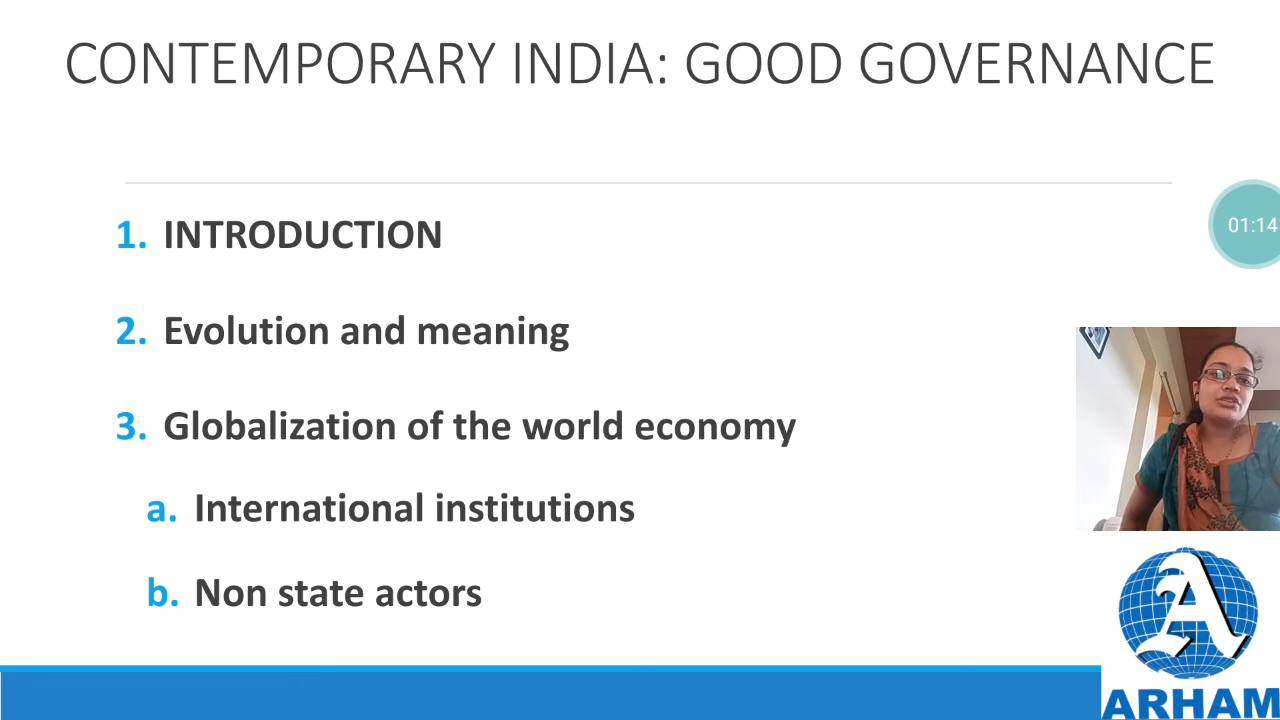 CONTEMPORARY INDIA: GOOD GOVERNANCE
1. INTRODUCTION
01:14
2. Evolution and meaning
3. Globalization of the world economy
a. International institutions
b. Non state actors
A
ARHAM